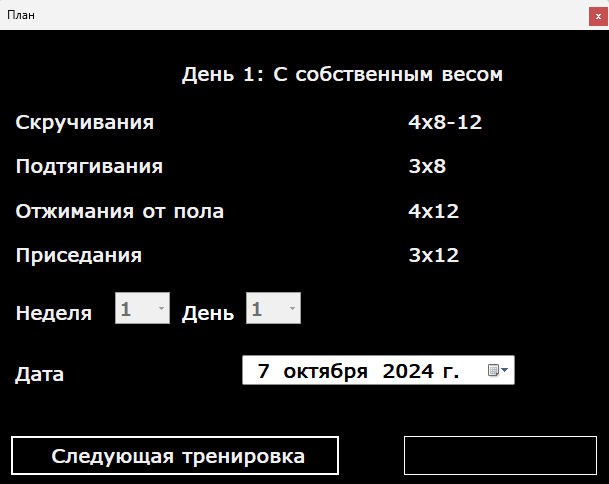 План
День 1: С собственным весом
Скручивания 4x8-12
Подтягивания 3x8
Отжимания от пола 4x12
Приседания 3x12
Неделя 1 День 1
Дата 7 октября 2024 г.
Следующая тренировка